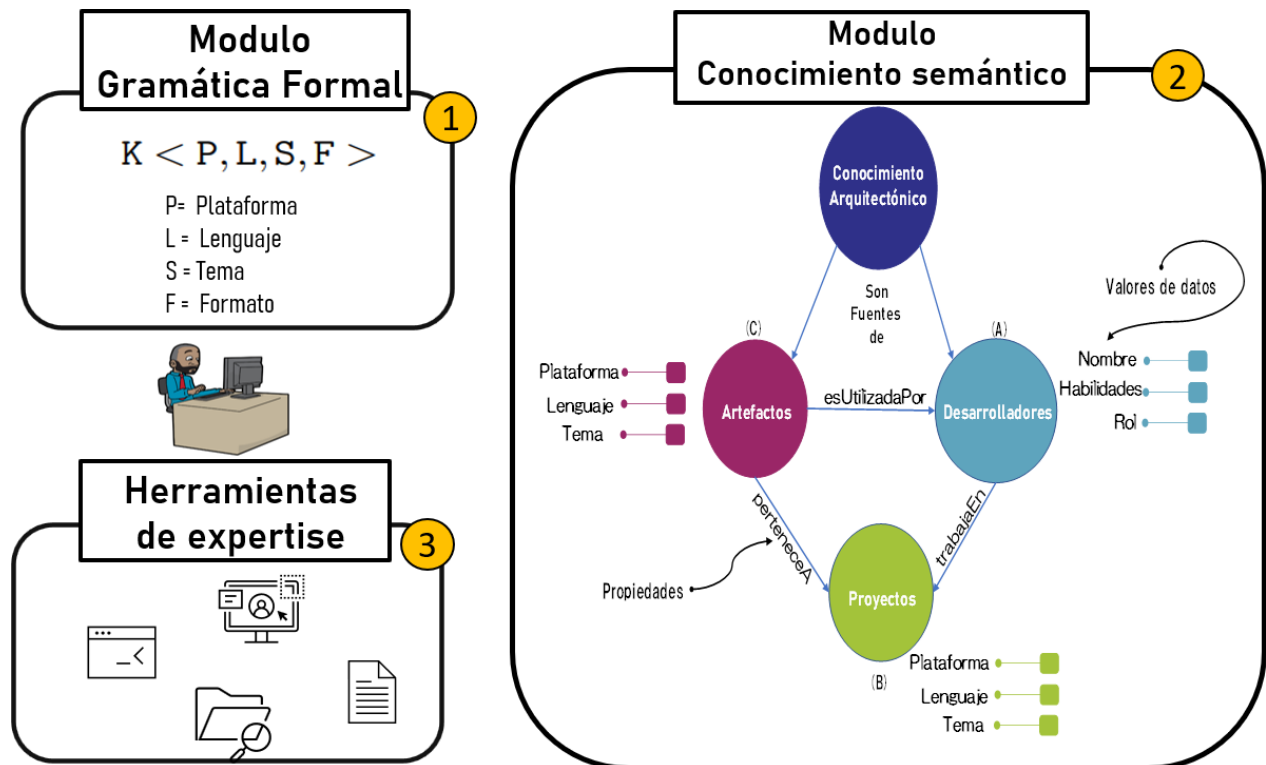 Modulo
Gramática Formal
1
K < P, L, S, F >
P= Plataforma
L = Lenguaje
S = Tema
F = Formato
Herramientas
de expertise
3
Modulo
Conocimiento semántico
2
Conocimiento
Arquitectónico
Son
Fuentes
de
Valores de datos
(C)
(A)
Plataforma
Lenguaje
Tema
Artefactos
esUtilizadaPor
Desarrolladores
Nombre
Habilidades
Rol
perteneceA
trabajaEn
Propiedades
Proyectos
(B)
Plataforma
Lenguaje
Tema